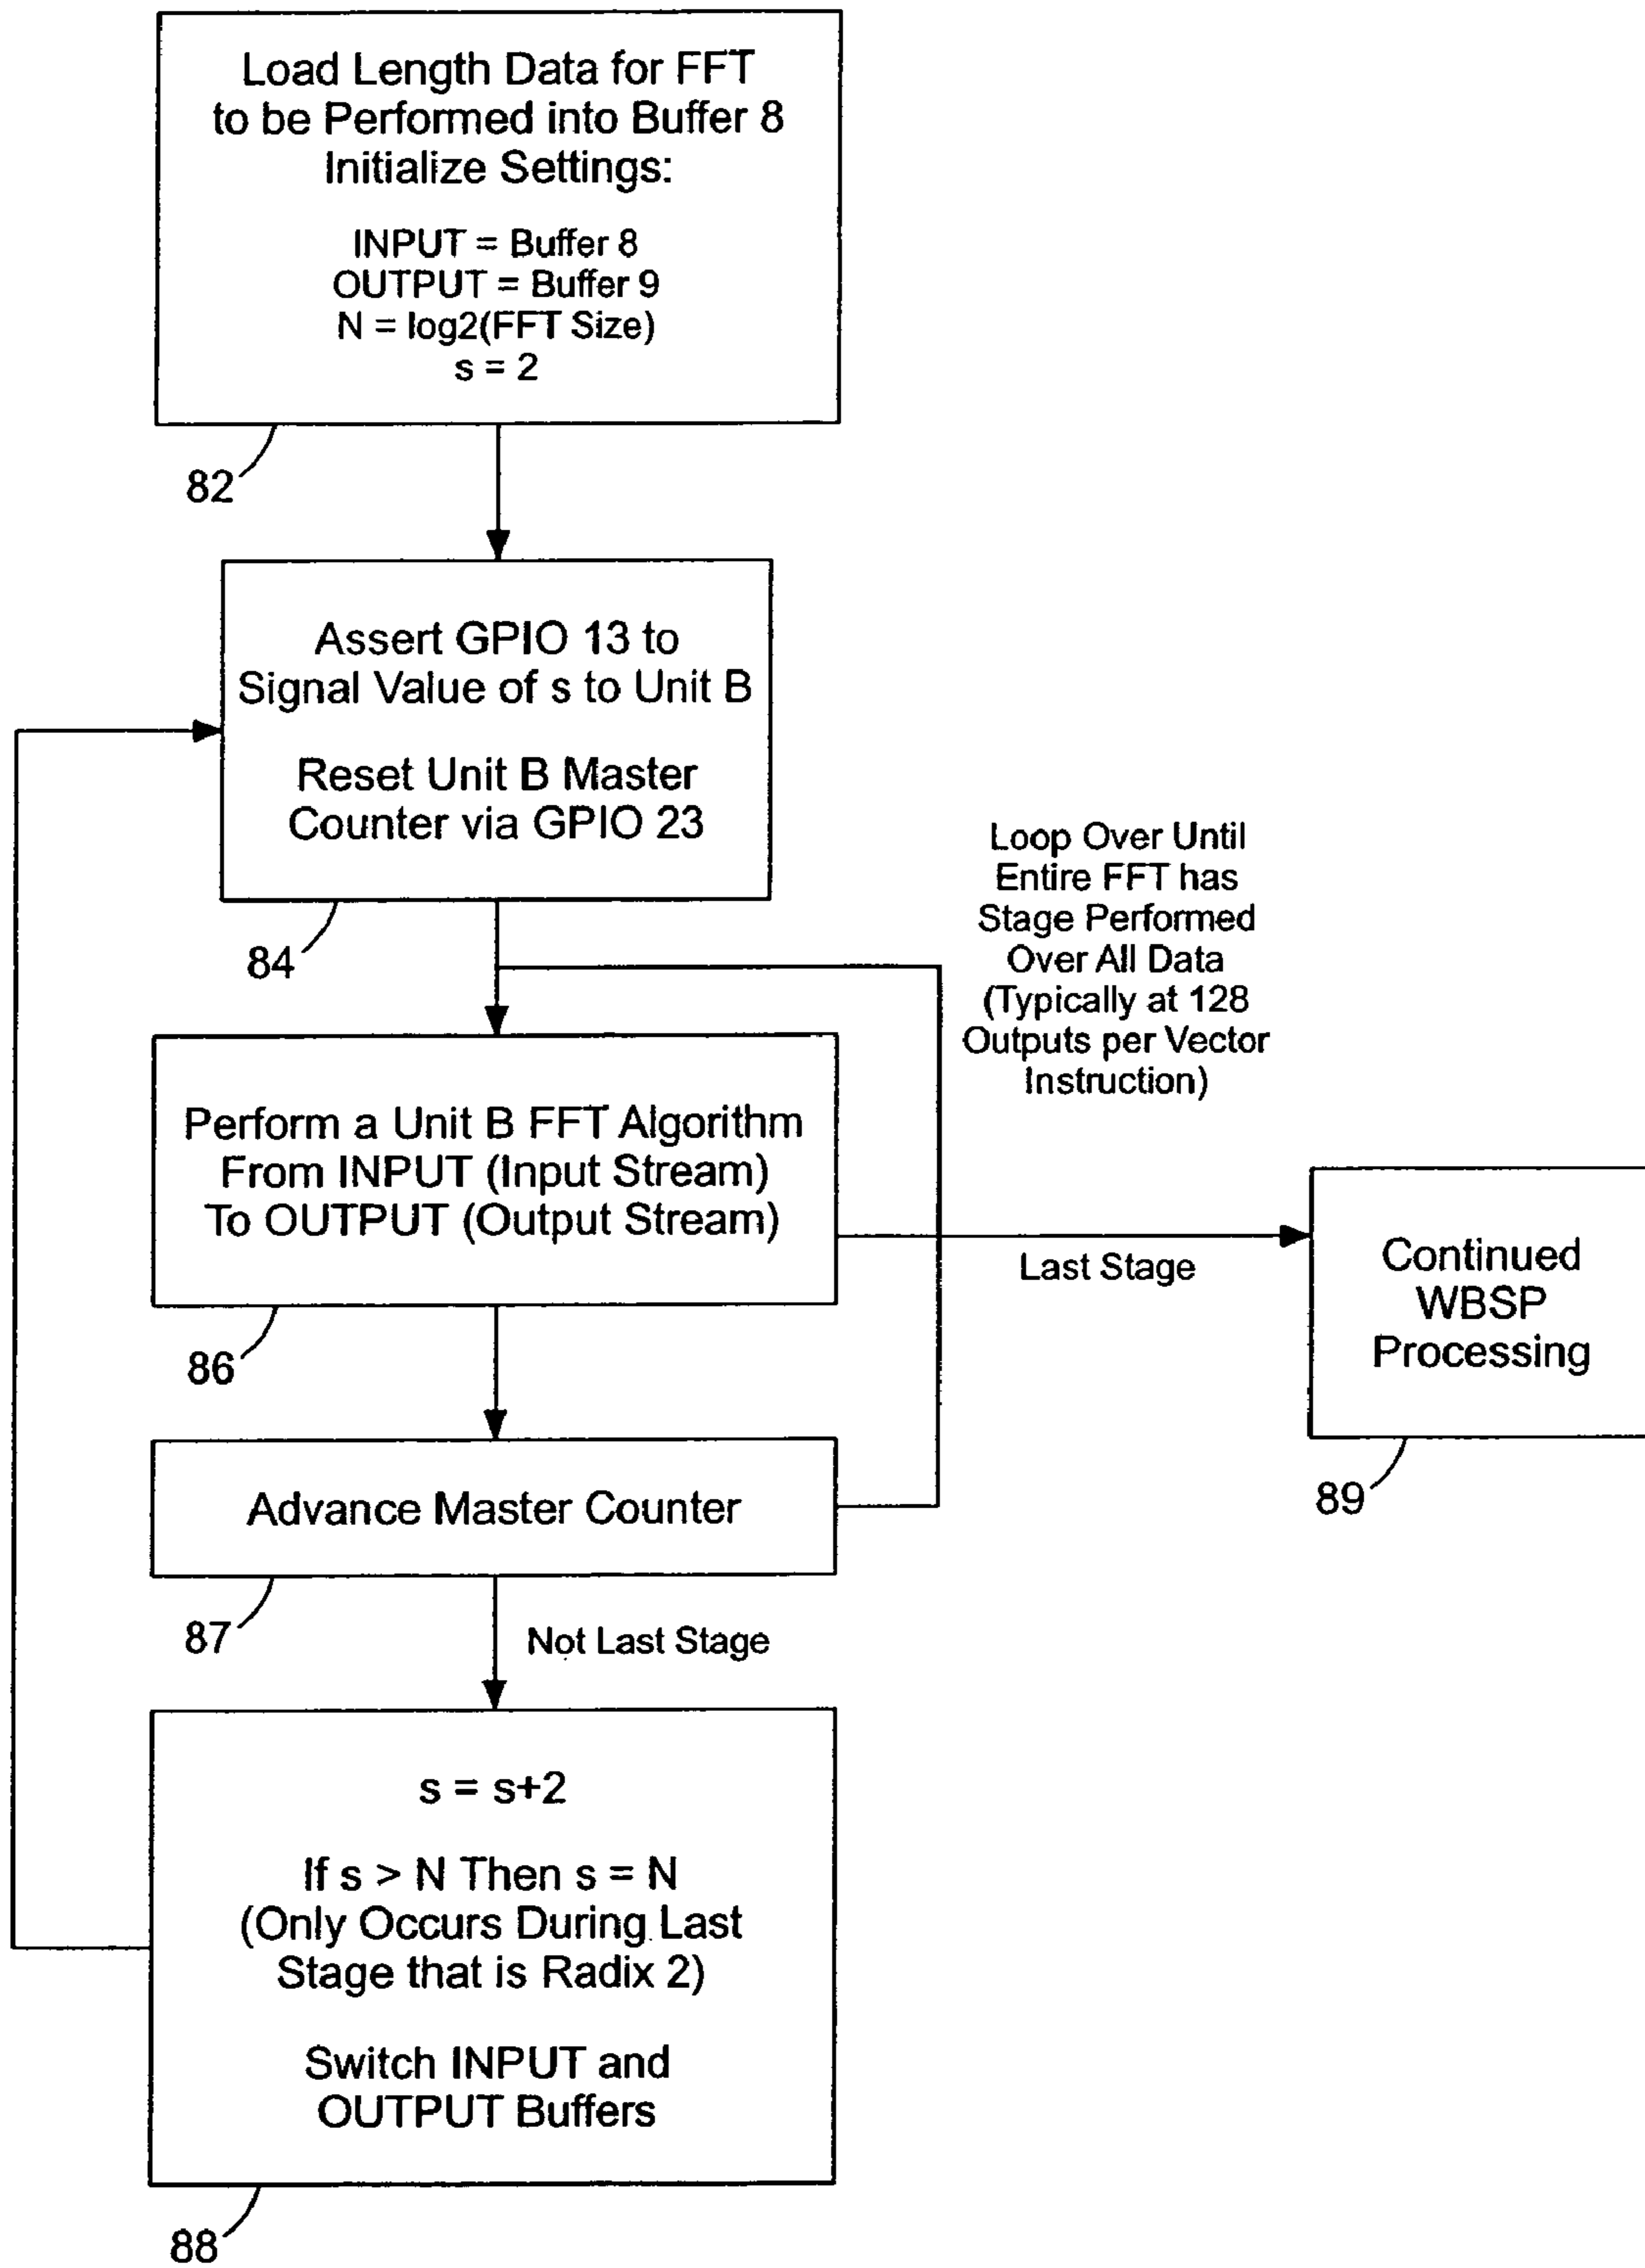 Load Length Data for FFT
to be Performed into Buffer 8
Initialize Settings:
INPUT = Buffer 8
OUTPUT = Buffer 9
N = log2(FFT Size)
s = 2
82
Assert GPIO 13 to
Signal Value of s to Unit B
Reset Unit B Master
Counter via GPIO 23
84
Loop Over Until
Entire FFT has
Stage Performed
Over All Data
(Typically at 128
Outputs per Vector
Instruction)
Perform a Unit B FFT Algorithm
From INPUT (Input Stream)
To OUTPUT (Output Stream)
86
Last Stage
Continued
WBSP
Processing
89
Advance Master Counter
87
Not Last Stage
s = s+2
If s > N Then s = N
(Only Occurs During Last
Stage that is Radix 2)
Switch INPUT and
OUTPUT Buffers
88